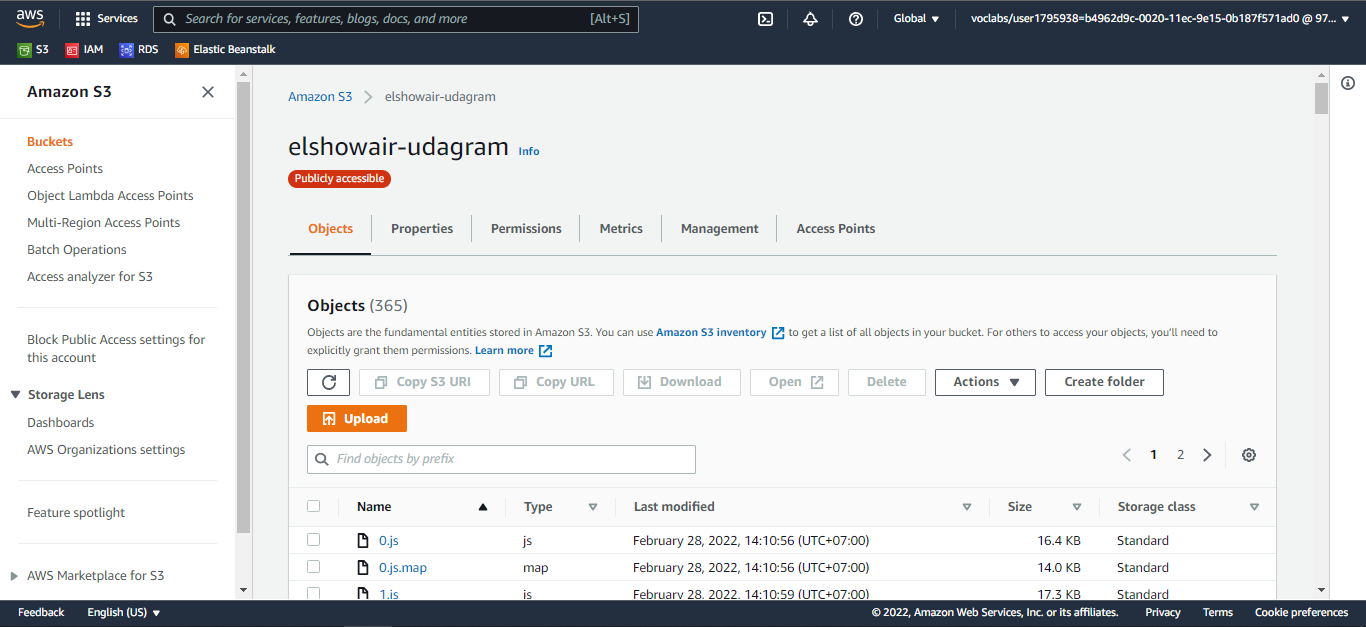 aws
Services
Search for services, features, blogs, docs, and more
[Alt+S]
Global
voclabs/user1795938=b4962d9c-0020-11ec-9e15-0b187f571ad0 @ 97...
S3
IAM
RDS
Elastic Beanstalk
Amazon S3
Buckets
Access Points
Object Lambda Access Points
Multi-Region Access Points
Batch Operations
Access analyzer for S3
Block Public Access settings for
this account
Storage Lens
Dashboards
AWS Organizations settings
Feature spotlight
AWS Marketplace for S3
Amazon S3
elshowair-udagram
elshowair-udagram Info
Publicly accessible
Objects
Properties
Permissions
Metrics
Management
Access Points
Objects (365)
Objects are the fundamental entities stored in Amazon S3. You can use Amazon S3 inventory to get a list of all objects in your bucket. For others to access your objects, you'll need to
explicitly grant them permissions. Learn more
Copy S3 URI
Copy URL
Download
Open
Delete
Actions
Create folder
Upload
Find objects by prefix
1
2
Name
Type
Last modified
Size
Storage class
0.js js February 28, 2022, 14:10:56 (UTC+07:00) 16.4 KB Standard
0.js.map map February 28, 2022, 14:10:56 (UTC+07:00) 14.0 KB Standard
1.js js February 28, 2022, 14:10:59 (UTC+07:00) 17.3 KB Standard
Feedback
English (US)
© 2022, Amazon Web Services, Inc. or its affiliates.
Privacy
Terms
Cookie preferences